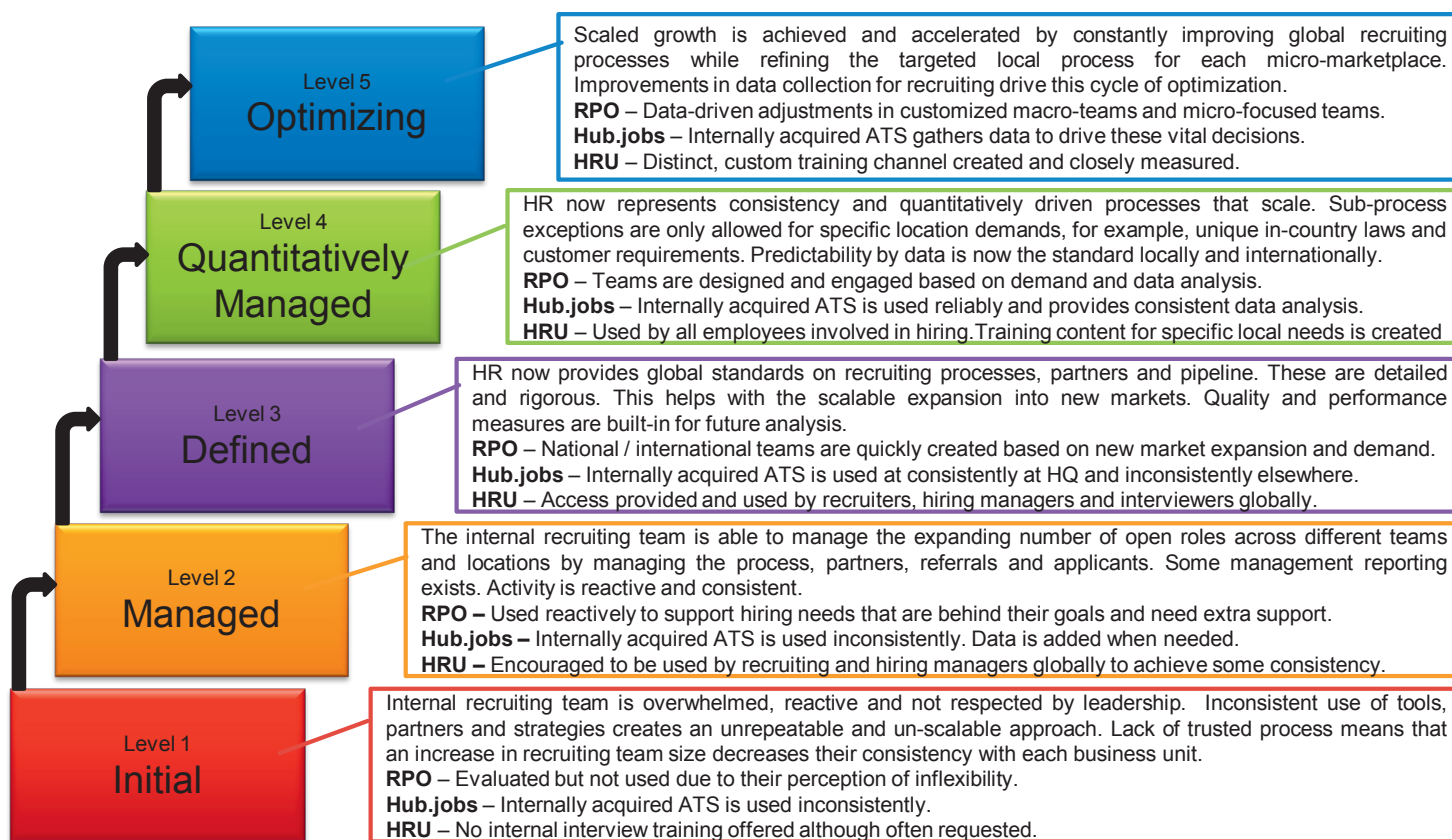 Level 5
Optimizing
Scaled growth is achieved and accelerated by constantly improving global recruiting
processes while refining the targeted local process for each micro-marketplace.
Improvements in data collection for recruiting drive this cycle of optimization.
RPO – Data-driven adjustments in customized macro-teams and micro-focused teams.
Hub.jobs – Internally acquired ATS gathers data to drive these vital decisions.
HRU – Distinct, custom training channel created and closely measured.
Level 4
Quantitatively
Managed
HR now represents consistency and quantitatively driven processes that scale. Sub-process
exceptions are only allowed for specific location demands, for example, unique in-country laws and
customer requirements. Predictability by data is now the standard locally and internationally.
RPO – Teams are designed and engaged based on demand and data analysis.
Hub.jobs – Internally acquired ATS is used reliably and provides consistent data analysis.
HRU – Used by all employees involved in hiring.Training content for specific local needs is created
Level 3
Defined
HR now provides global standards on recruiting processes, partners and pipeline. These are detailed
and rigorous. This helps with the scalable expansion into new markets. Quality and performance
measures are built-in for future analysis.
RPO – National / international teams are quickly created based on new market expansion and demand.
Hub.jobs – Internally acquired ATS is used at consistently at HQ and inconsistently elsewhere.
HRU – Access provided and used by recruiters, hiring managers and interviewers globally.
Level 2
Managed
The internal recruiting team is able to manage the expanding number of open roles across different teams
and locations by managing the process, partners, referrals and applicants. Some management reporting
exists. Activity is reactive and consistent.
RPO – Used reactively to support hiring needs that are behind their goals and need extra support.
Hub.jobs – Internally acquired ATS is used inconsistently. Data is added when needed.
HRU – Encouraged to be used by recruiting and hiring managers globally to achieve some consistency.
Level 1
Initial
Internal recruiting team is overwhelmed, reactive and not respected by leadership. Inconsistent use of tools,
partners and strategies creates an unrepeatable and un-scalable approach. Lack of trusted process means that
an increase in recruiting team size decreases their consistency with each business unit.
RPO – Evaluated but not used due to their perception of inflexibility.
Hub.jobs – Internally acquired ATS is used inconsistently.
HRU – No internal interview training offered although often requested.